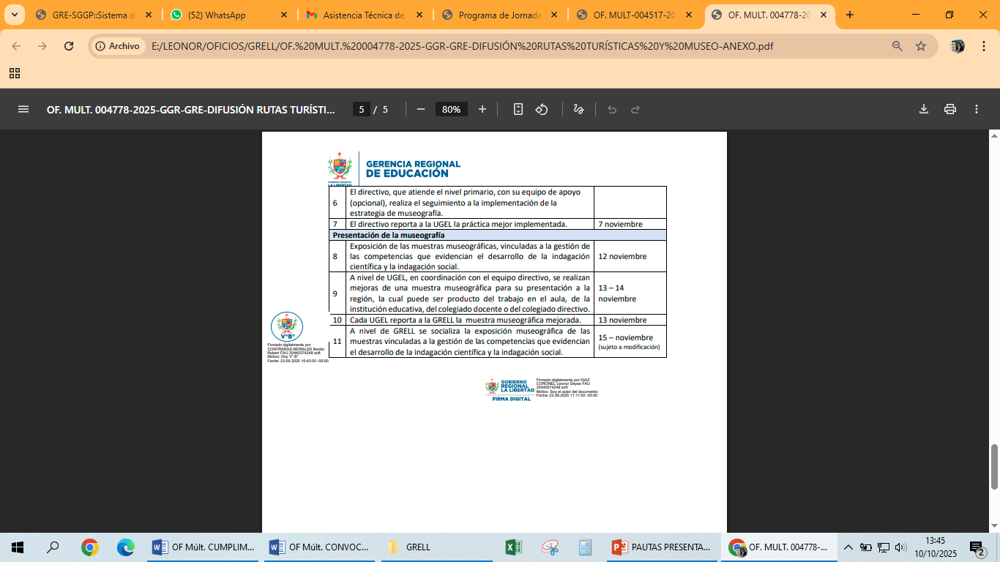 GRE-SGGP::Sistema d
(52) WhatsApp
Asistencia Técnica de
Programa de Jornada
OF. MULT-004517-20
OF. MULT. 004778-20
Archivo
E:/LEONOR/OFICIOS/GRELL/OF.%20MULT.%20004778-2025-GGR-GRE-DIFUSIÓN%20RUTAS%20TURÍSTICAS%20Y%20MUSEO-ANEXO.pdf
OF. MULT. 004778-2025-GGR-GRE-DIFUSIÓN RUTAS TURÍSTI...
5 / 5
80%
GERENCIA REGIONAL
DE EDUCACIÓN
GOBIERNO REGIONAL
LA LIBERTAD
6
El directivo, que atiende el nivel primario, con su equipo de apoyo
(opcional), realiza el seguimiento a la implementación de la
estrategia de museografía.
7 El directivo reporta a la UGEL la práctica mejor implementada. 7 noviembre
Presentación de la museografía
8
Exposición de las muestras museográficas, vinculadas a la gestión de
las competencias que evidencian el desarrollo de la indagación
científica y la indagación social.
12 noviembre
9
A nivel de UGEL, en coordinación con el equipo directivo, se realizan
mejoras de una muestra museográfica para su presentación a la
región, la cual puede ser producto del trabajo en el aula, de la
institución educativa, del colegiado docente o del colegiado directivo.
13 – 14
noviembre
10 Cada UGEL reporta a la GRELL la muestra museográfica mejorada. 13 noviembre
11
A nivel de GRELL se socializa la exposición museográfica de las
muestras vinculadas a la gestión de las competencias que evidencian
el desarrollo de la indagación científica y la indagación social.
15 – noviembre
(sujeto a modificación)
V°B°
Firmado digitalmente por
CONTRERAS MORALES Benito
Robert FAU 20440374248 soft
Motivo: Doy V° B°
Fecha: 23.09.2025 10:43:55 -05:00
GOBIERNO
REGIONAL
LA LIBERTAD
FIRMA DIGITAL
Firmado digitalmente por DIAZ
CORONEL Leonor Deyse FAU
20440374248 soft
Motivo: Soy el autor del documento
Fecha: 23.09.2025 11:11:02 -05:00
OF Múlt. CUMPLIM...
OF Múlt. CONVOC...
GRELL
PAUTAS PRESENTA...
OF. MULT. 004778-...
13:45
10/10/2025
2